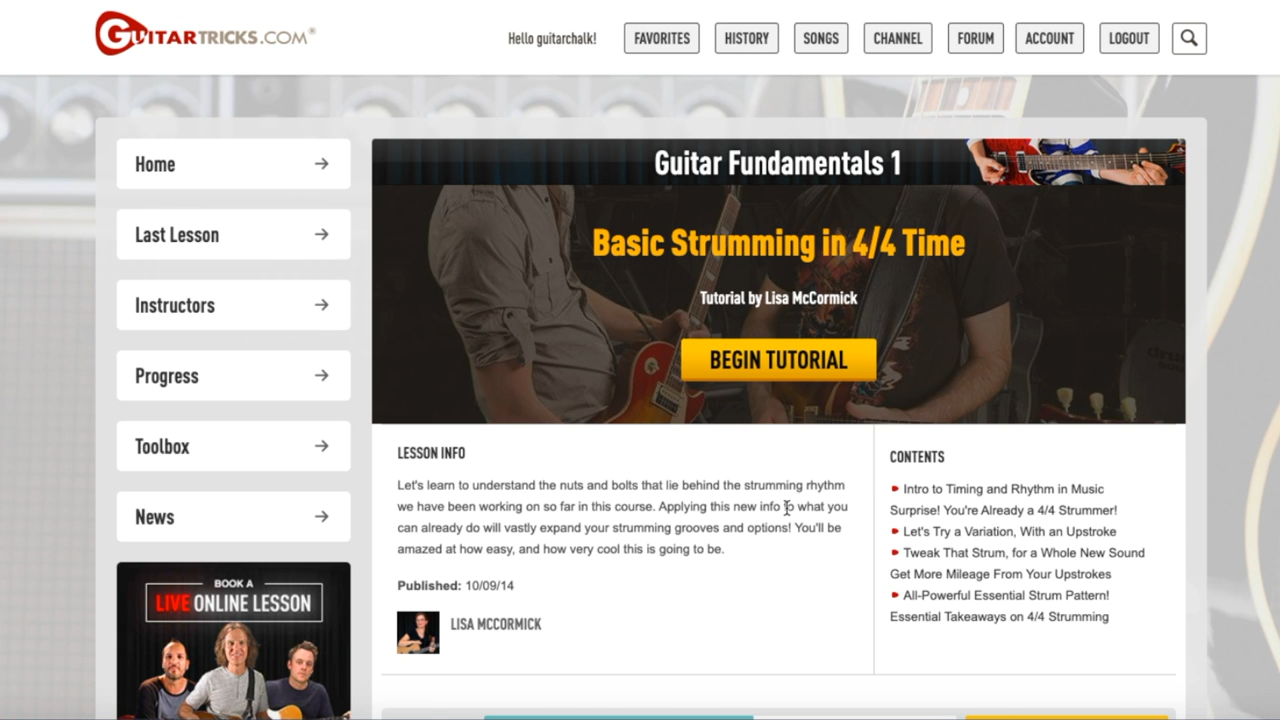 GUITARTRICKS.COM®
Hello guitarchalk!
FAVORITES
HISTORY
SONGS
CHANNEL
FORUM
ACCOUNT
LOGOUT
Home
Last Lesson
Instructors
Progress
Toolbox
News
BOOK A
LIVE ONLINE LESSON
Guitar Fundamentals 1
Basic Strumming in 4/4 Time
Tutorial by Lisa McCormick
BEGIN TUTORIAL
LESSON INFO
Let's learn to understand the nuts and bolts that lie behind the strumming rhythm
we have been working on so far in this course. Applying this new info to what you
can already do will vastly expand your strumming grooves and options! You'll be
amazed at how easy, and how very cool this is going to be.
Published: 10/09/14
LISA MCCORMICK
CONTENTS
Intro to Timing and Rhythm in Music
Surprise! You're Already a 4/4 Strummer!
Let's Try a Variation, With an Upstroke
Tweak That Strum, for a Whole New Sound
Get More Mileage From Your Upstrokes
All-Powerful Essential Strum Pattern!
Essential Takeaways on 4/4 Strumming